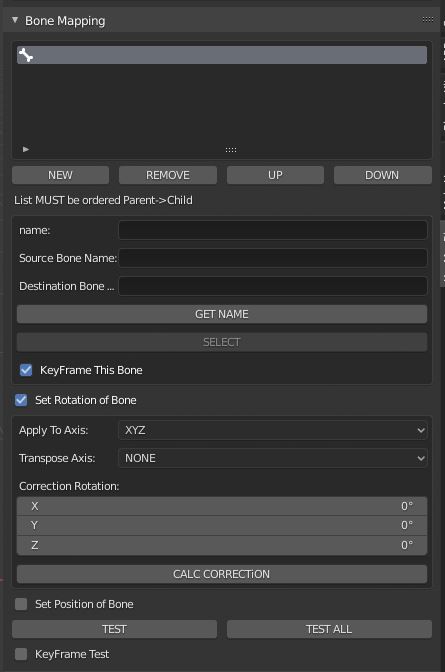 Bone Mapping
NEW REMOVE UP DOWN
List MUST be ordered Parent->Child
name:
Source Bone Name:
Destination Bone ...
GET NAME
SELECT
KeyFrame This Bone
Set Rotation of Bone
Apply To Axis: XYZ
Transpose Axis: NONE
Correction Rotation:
X 0°
Y 0°
Z 0°
CALC CORRECTiON
Set Position of Bone
TEST TEST ALL
KeyFrame Test